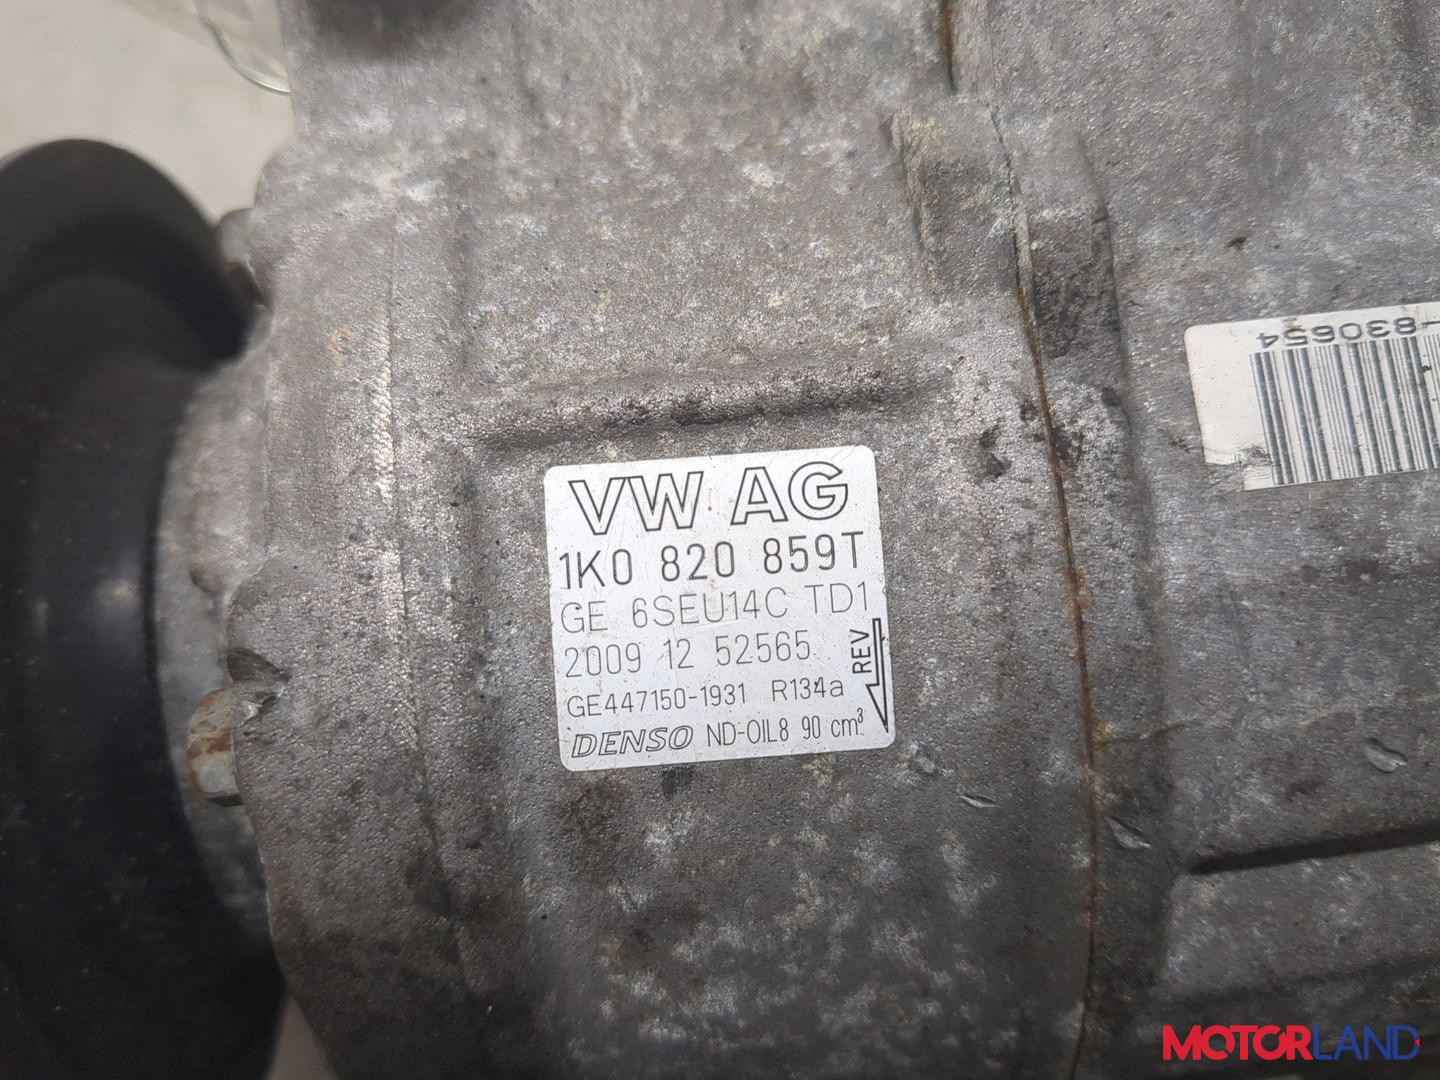 -830654
VW AG
1K0 820 859T
GE 6SEU14C TD1
2009 12 52565
REV
GE447150-1931 R134a
DENSO ND-OIL8 90 cm³
MOTORLAND